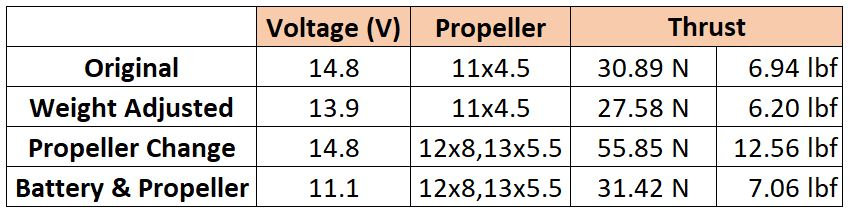 Voltage (V) Propeller Thrust
Original 14.8 11x4.5 30.89 N 6.94 lbf
Weight Adjusted 13.9 11x4.5 27.58 N 6.20 lbf
Propeller Change 14.8 12x8,13x5.5 55.85 N 12.56 lbf
Battery & Propeller 11.1 12x8,13x5.5 31.42 N 7.06 lbf